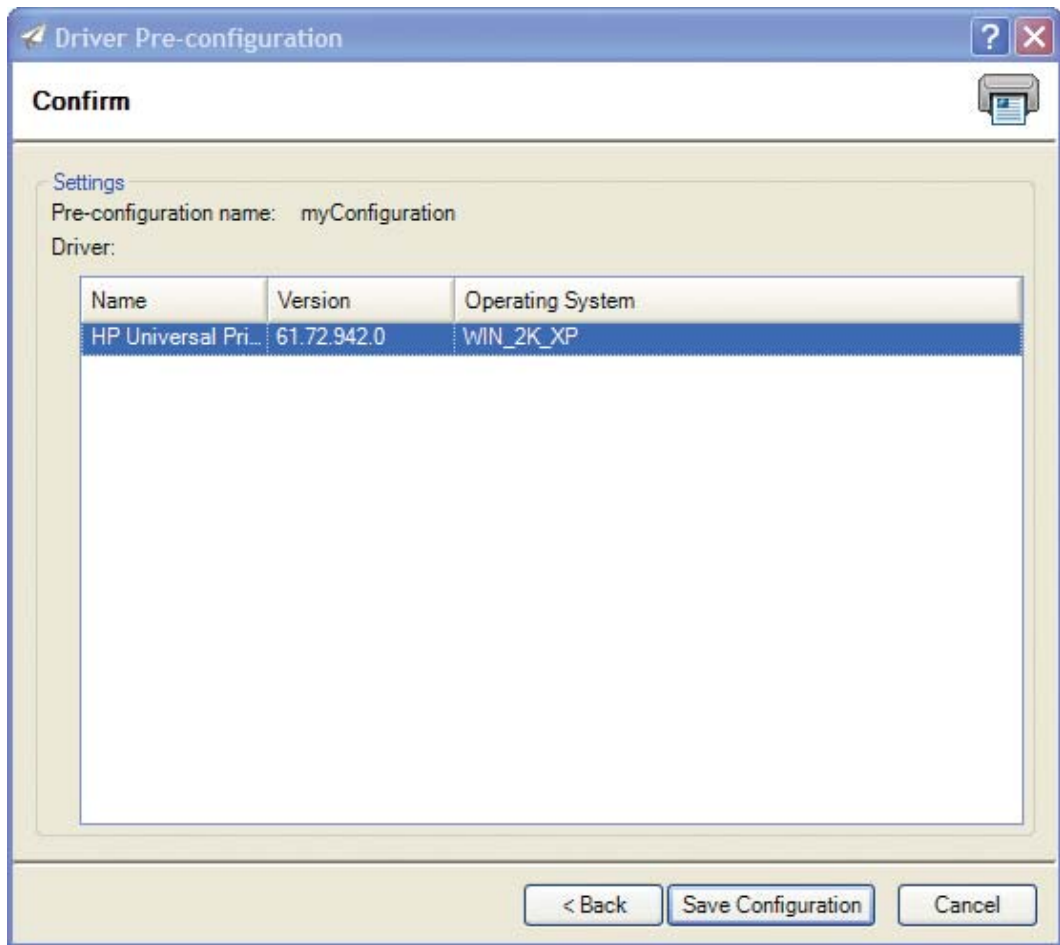 Driver Pre-configuration
Confirm
Settings
Pre-configuration name: myConfiguration
Driver:
Name Version Operating System
HP Universal Pri... 61.72.942.0 WIN_2K_XP
< Back Save Configuration Cancel